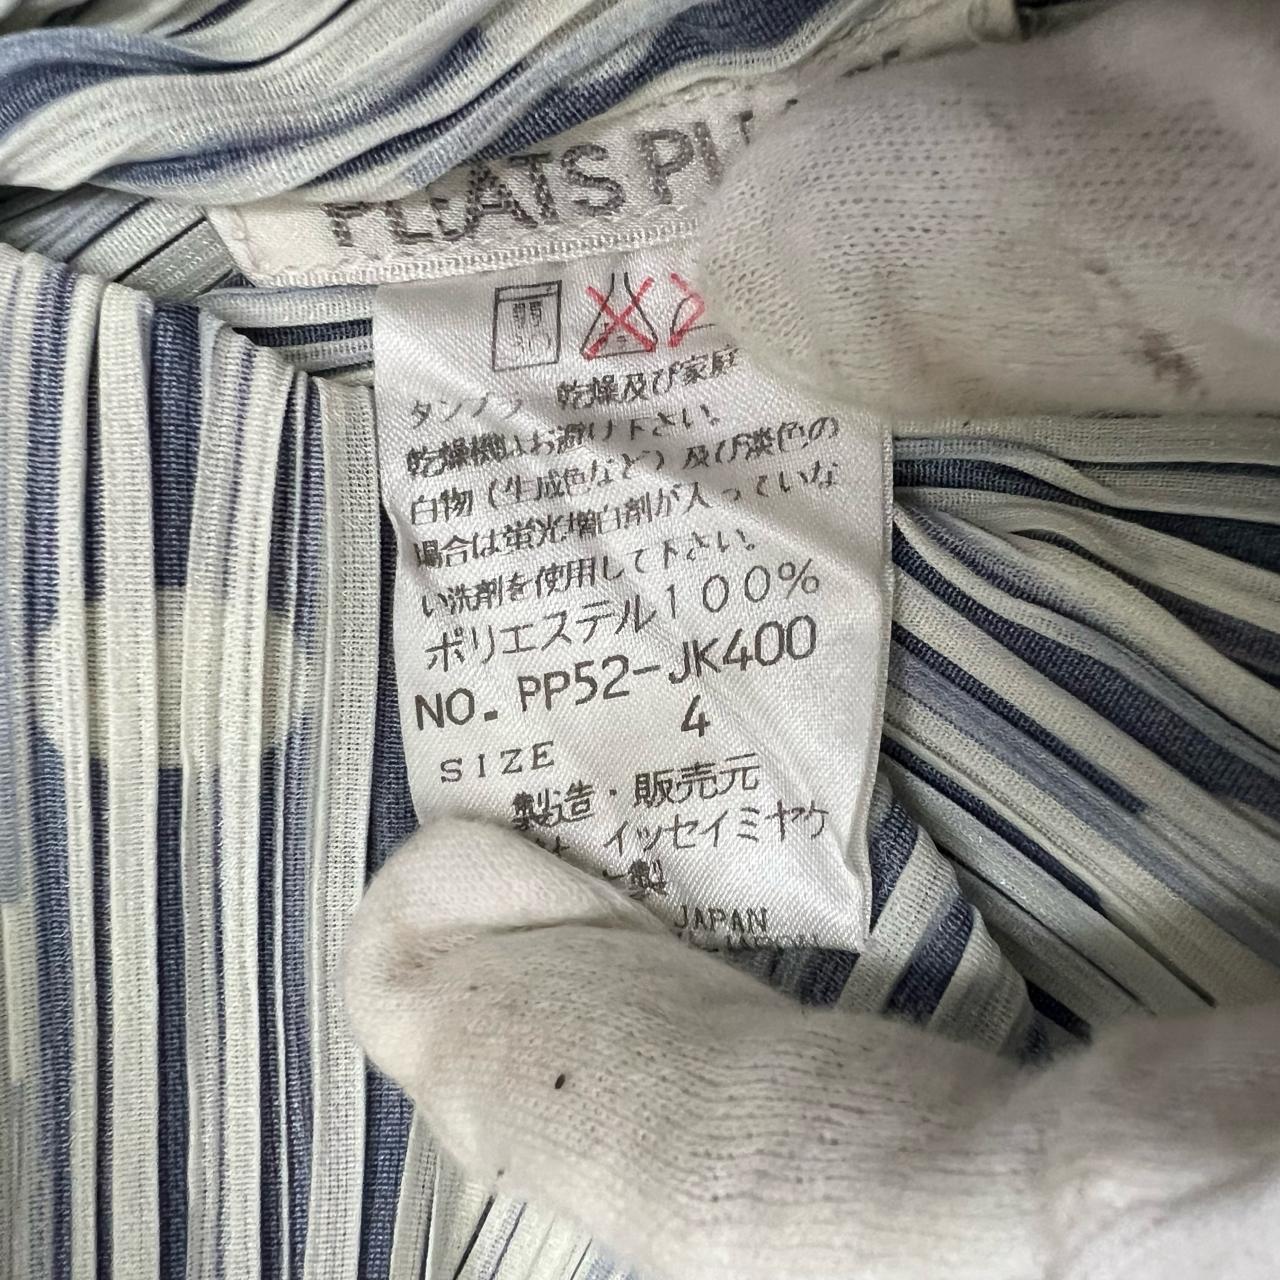 PLEATS PL
95
タンブラー乾燥及び家庭
乾燥機はお避け下さい。
白物(生成色など)及び淡色の
場合は蛍光増白剤が入っていな
い洗剤を使用して下さい。
ポリエステル100%
NO. PP52-JK400
SIZE 4
製造・販売元
イッセイミヤケ
製
JAPAN